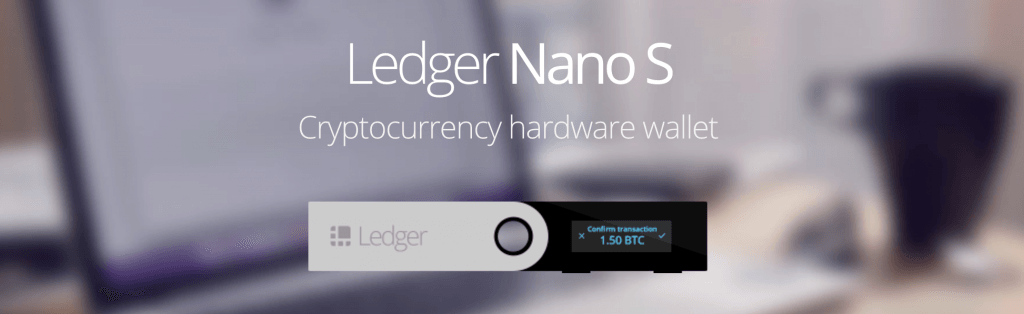 Ledger Nano S
Cryptocurrency hardware wallet
Ledger
Confirm transaction
1.50 BTC